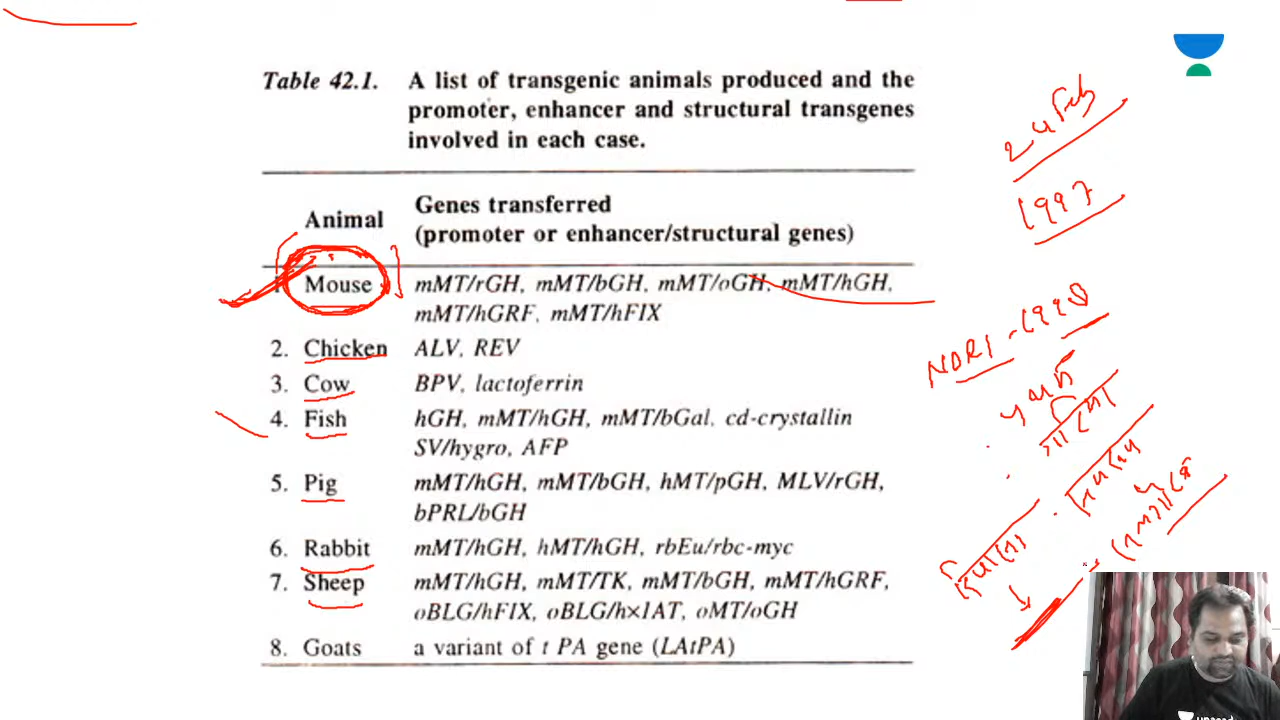 Table 42.1. A list of transgenic animals produced and the
promoter, enhancer and structural transgenes
involved in each case.
Animal
Genes transferred
(promoter or enhancer/structural genes)
Mouse mMT/rGH, mMT/bGH, mMT/oGH, mMT/hGH,
mMT/hGRF, mMT/hFIX
2. Chicken ALV, REV
3. Cow BPV, lactoferrin
4. Fish hGH, mMT/hGH, mMT/bGal, cd-crystallin
SV/hygro, AFP
5. Pig mMT/hGH, mMT/bGH, hMT/pGH, MLV/rGH,
bPRL/bGH
6. Rabbit mMT/hGH, hMT/hGH, rbEu/rbc-myc
7. Sheep mMT/hGH, mMT/TK, mMT/bGH, mMT/hGRF,
oBLG/hFIX, oBLG/h×1AT, oMT/oGH
8. Goats a variant of t PA gene (LAtPA)
24 Feb
1997
NDRI - 1990